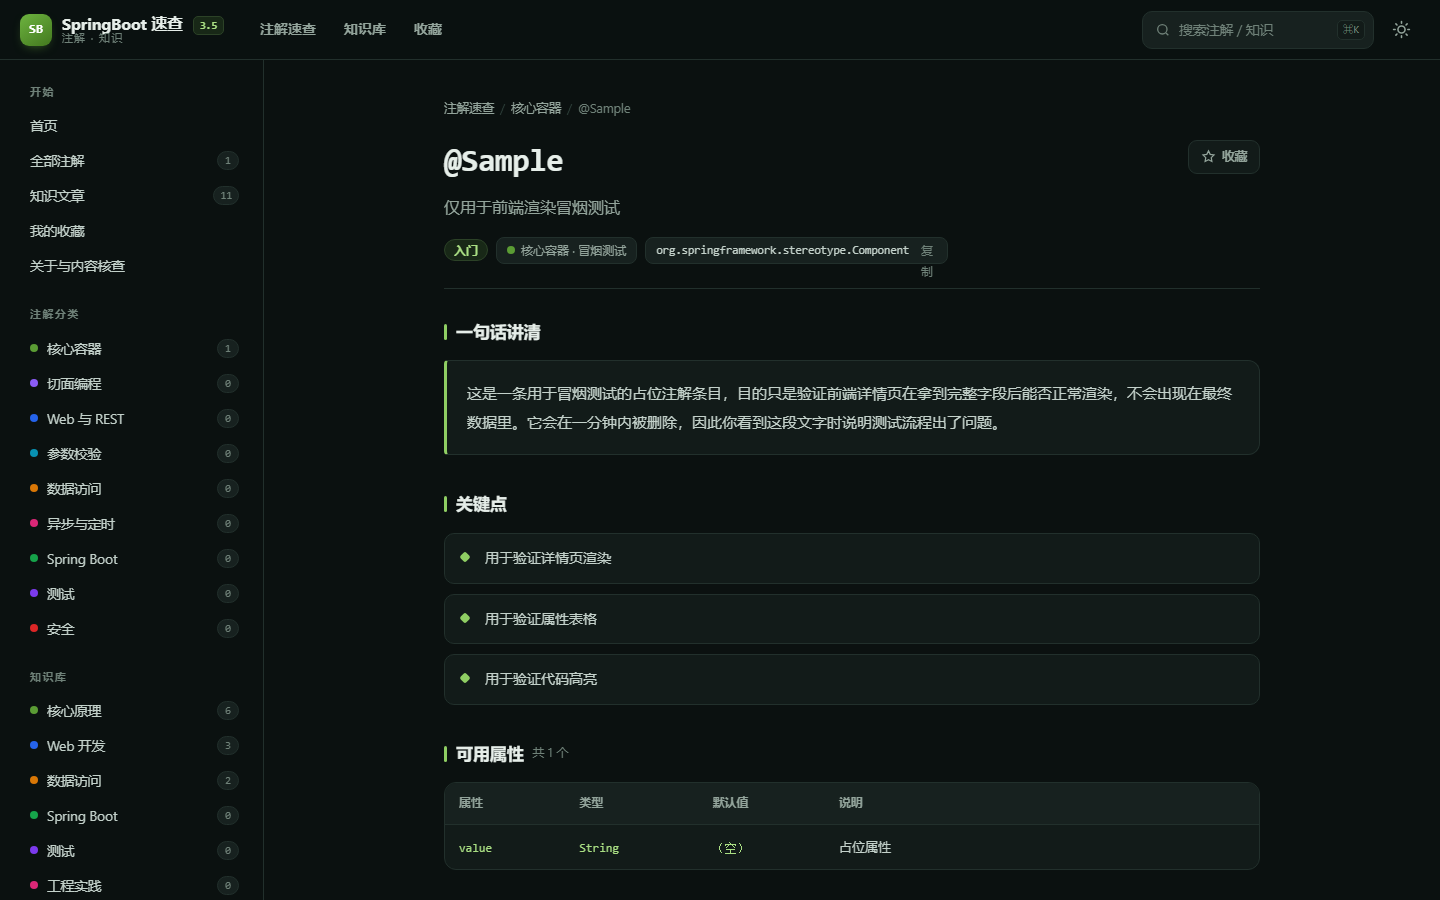 SB
SpringBoot 速查
3.5
注解 · 知识
注解速查
知识库
收藏
搜索注解 / 知识
⌘K
开始
首页
全部注解 1
知识文章 11
我的收藏
关于与内容核查
注解分类
核心容器 1
切面编程 0
Web 与 REST 0
参数校验 0
数据访问 0
异步与定时 0
Spring Boot 0
测试 0
安全 0
知识库
核心原理 6
Web 开发 3
数据访问 2
Spring Boot 0
测试 0
工程实践 0
注解速查 / 核心容器 / @Sample
@Sample
收藏
仅用于前端渲染冒烟测试
入门
核心容器 · 冒烟测试
org.springframework.stereotype.Component
复
制
一句话讲清
这是一条用于冒烟测试的占位注解条目，目的只是验证前端详情页在拿到完整字段后能否正常渲染，不会出现在最终
数据里。它会在一分钟内被删除，因此你看到这段文字时说明测试流程出了问题。
关键点
用于验证详情页渲染
用于验证属性表格
用于验证代码高亮
可用属性 共 1 个
属性 类型 默认值 说明
value String （空） 占位属性